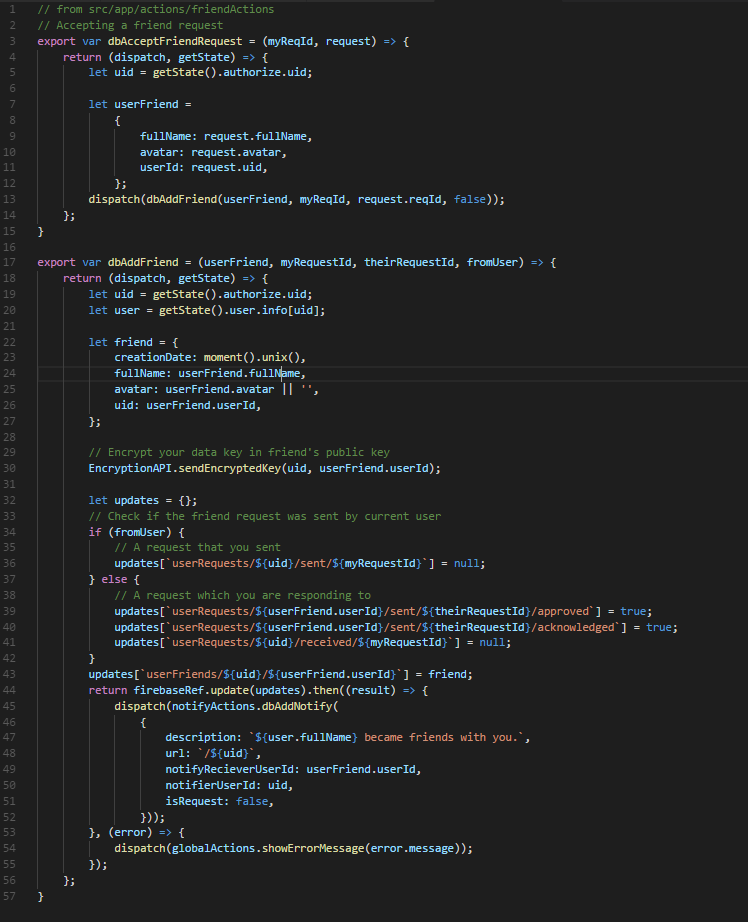 1 // from src/app/actions/friendActions
2 // Accepting a friend request
3 export var dbAcceptFriendRequest = (myReqId, request) => {
4     return (dispatch, getState) => {
5         let uid = getState().authorize.uid;
6
7         let userFriend =
8             {
9                 fullName: request.fullName,
10                 avatar: request.avatar,
11                 userId: request.uid,
12             };
13         dispatch(dbAddFriend(userFriend, myReqId, request.reqId, false));
14     };
15 }
16
17 export var dbAddFriend = (userFriend, myRequestId, theirRequestId, fromUser) => {
18     return (dispatch, getState) => {
19         let uid = getState().authorize.uid;
20         let user = getState().user.info[uid];
21
22         let friend = {
23             creationDate: moment().unix(),
24             fullName: userFriend.fullName,
25             avatar: userFriend.avatar || '',
26             uid: userFriend.userId,
27         };
28
29         // Encrypt your data key in friend's public key
30         EncryptionAPI.sendEncryptedKey(uid, userFriend.userId);
31
32         let updates = {};
33         // Check if the friend request was sent by current user
34         if (fromUser) {
35             // A request that you sent
36             updates[`userRequests/${uid}/sent/${myRequestId}`] = null;
37         } else {
38             // A request which you are responding to
39             updates[`userRequests/${userFriend.userId}/sent/${theirRequestId}/approved`] = true;
40             updates[`userRequests/${userFriend.userId}/sent/${theirRequestId}/acknowledged`] = true;
41             updates[`userRequests/${uid}/received/${myRequestId}`] = null;
42         }
43         updates[`userFriends/${uid}/${userFriend.userId}`] = friend;
44         return firebaseRef.update(updates).then((result) => {
45             dispatch(notifyActions.dbAddNotify(
46                 {
47                     description: `${user.fullName} became friends with you.`,
48                     url: `/${uid}`,
49                     notifyRecieverUserId: userFriend.userId,
50                     notifierUserId: uid,
51                     isRequest: false,
52                 }));
53         }, (error) => {
54             dispatch(globalActions.showErrorMessage(error.message));
55         });
56     };
57 }